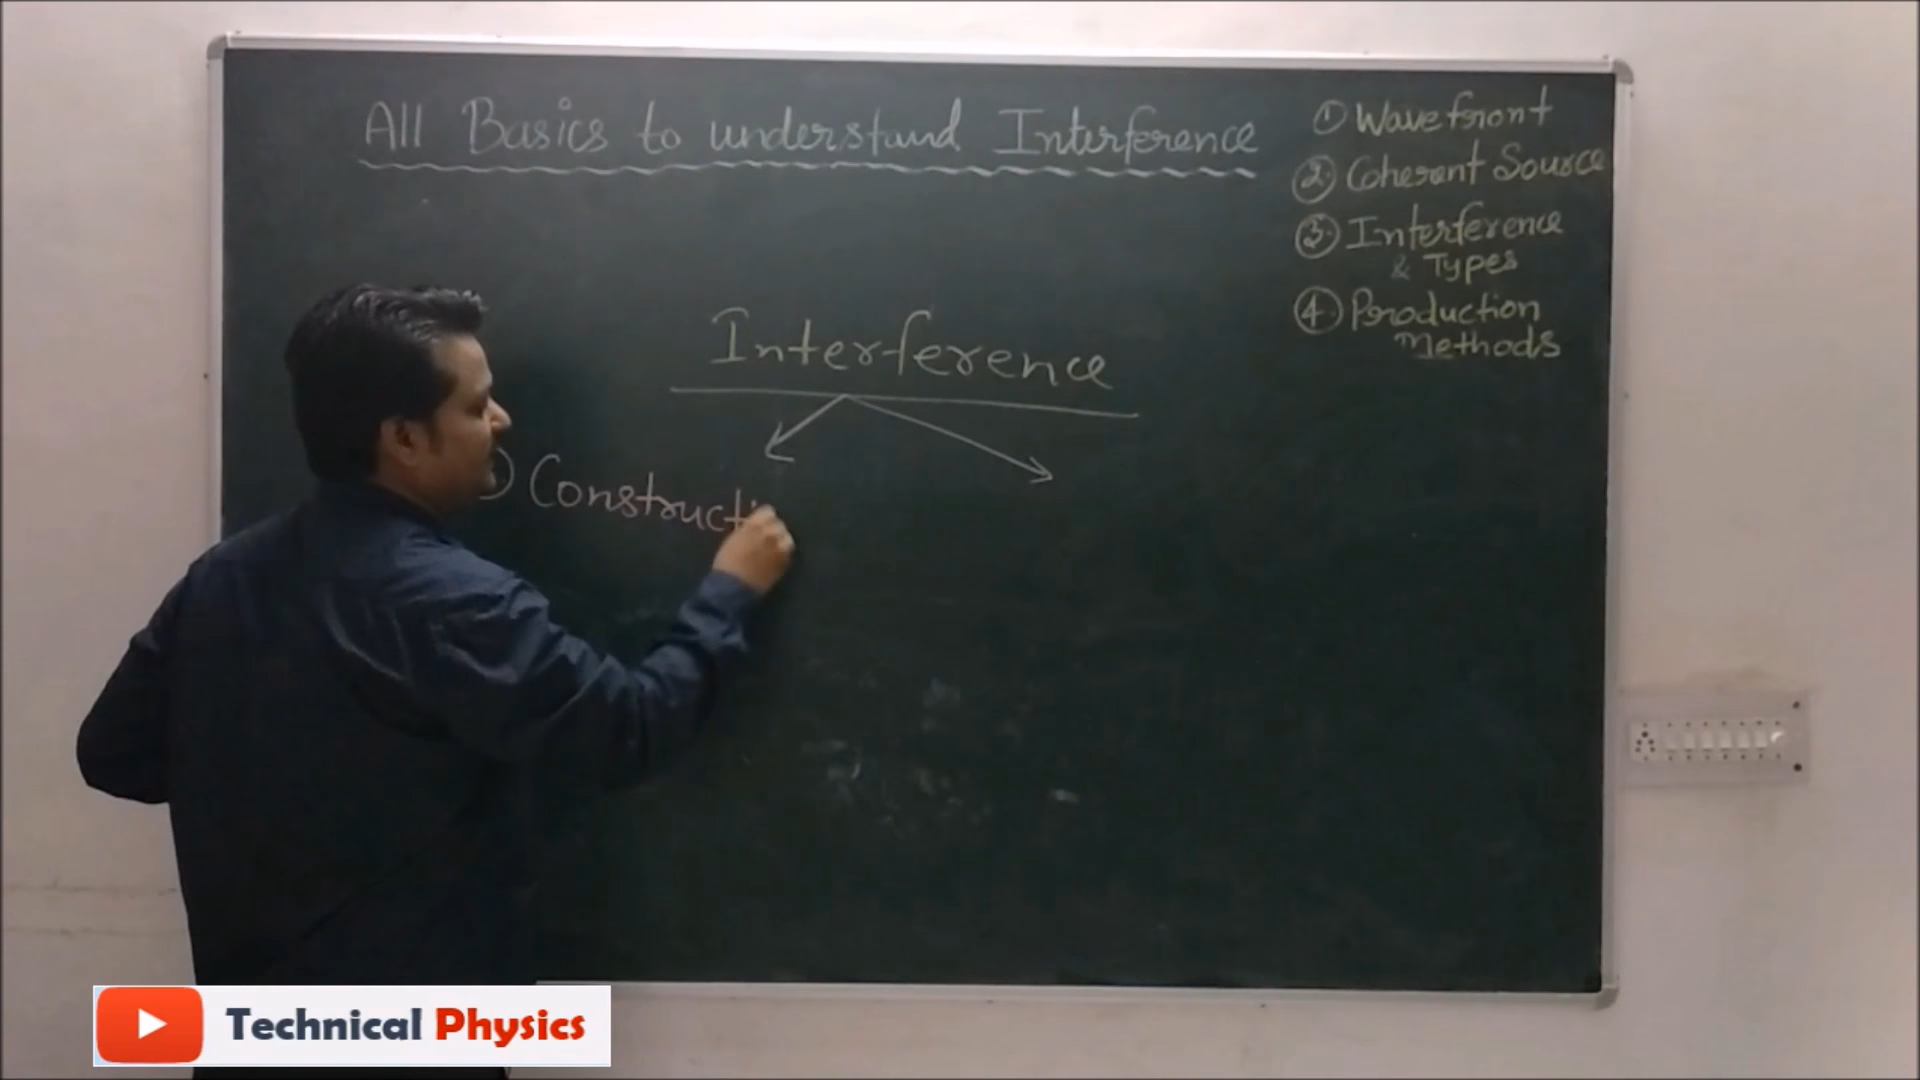 All Basics to understand Interference
① Wavefront
② Coherent Source
③ Interference
& Types
④ Production
Methods
Interference
) Constructi
Technical Physics